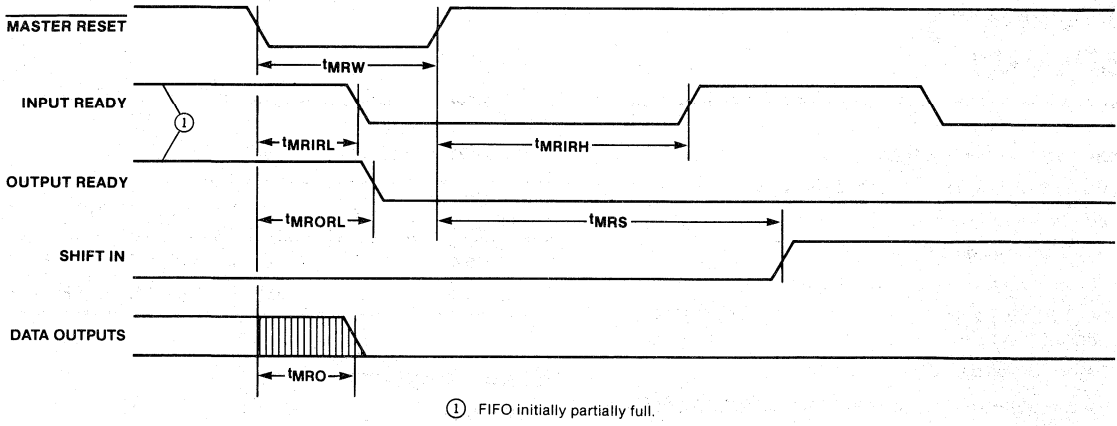 MASTER RESET
tMRW
INPUT READY
1
tMRIRL
tMRIRH
OUTPUT READY
tMRORL
tMRS
SHIFT IN
DATA OUTPUTS
tMRO
1 FIFO initially partially full.